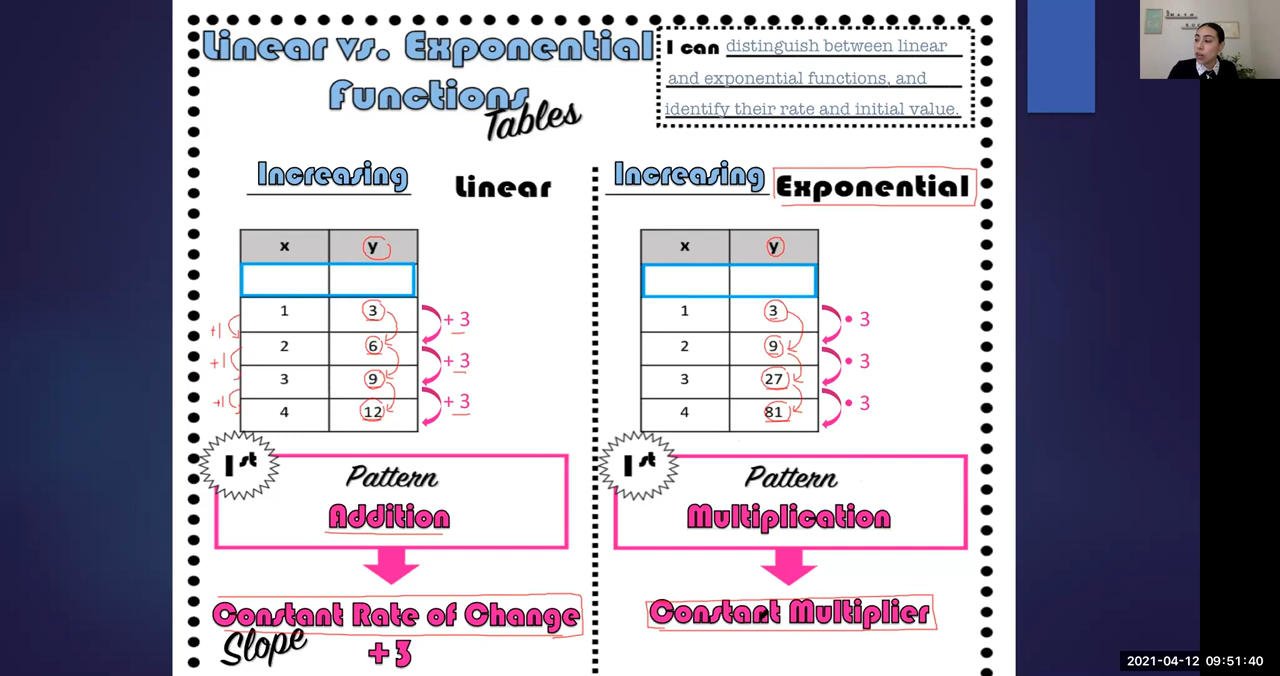 Linear vs. Exponential
Functions
Tables
I can distinguish between linear
and exponential functions, and
identify their rate and initial value.
Increasing Linear
x y
1 3
2 6
3 9
4 12
+1
+1
+1
+ 3
+ 3
+ 3
1st
Pattern
Addition
Constant Rate of Change
Slope
+3
Increasing Exponential
x y
1 3
2 9
3 27
4 81
• 3
• 3
• 3
1st
Pattern
Multiplication
Constant Multiplier
2021-04-12 09:51:40